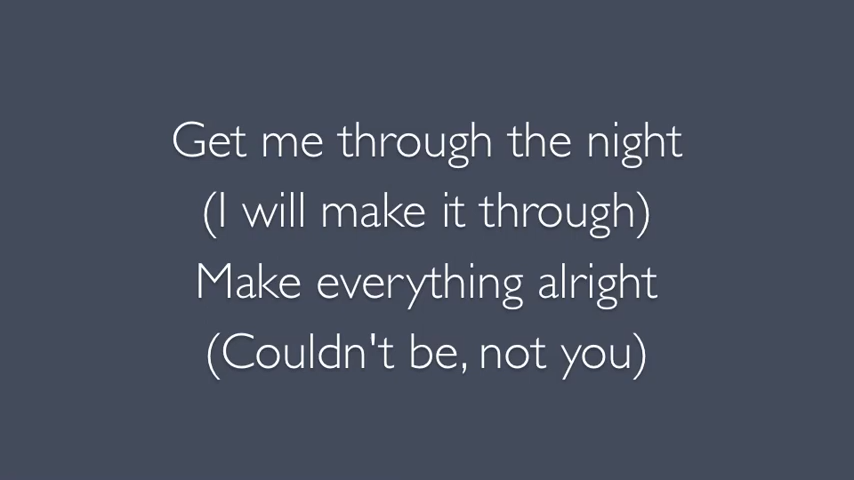 Get me through the night
(I will make it through)
Make everything alright
(Couldn't be, not you)